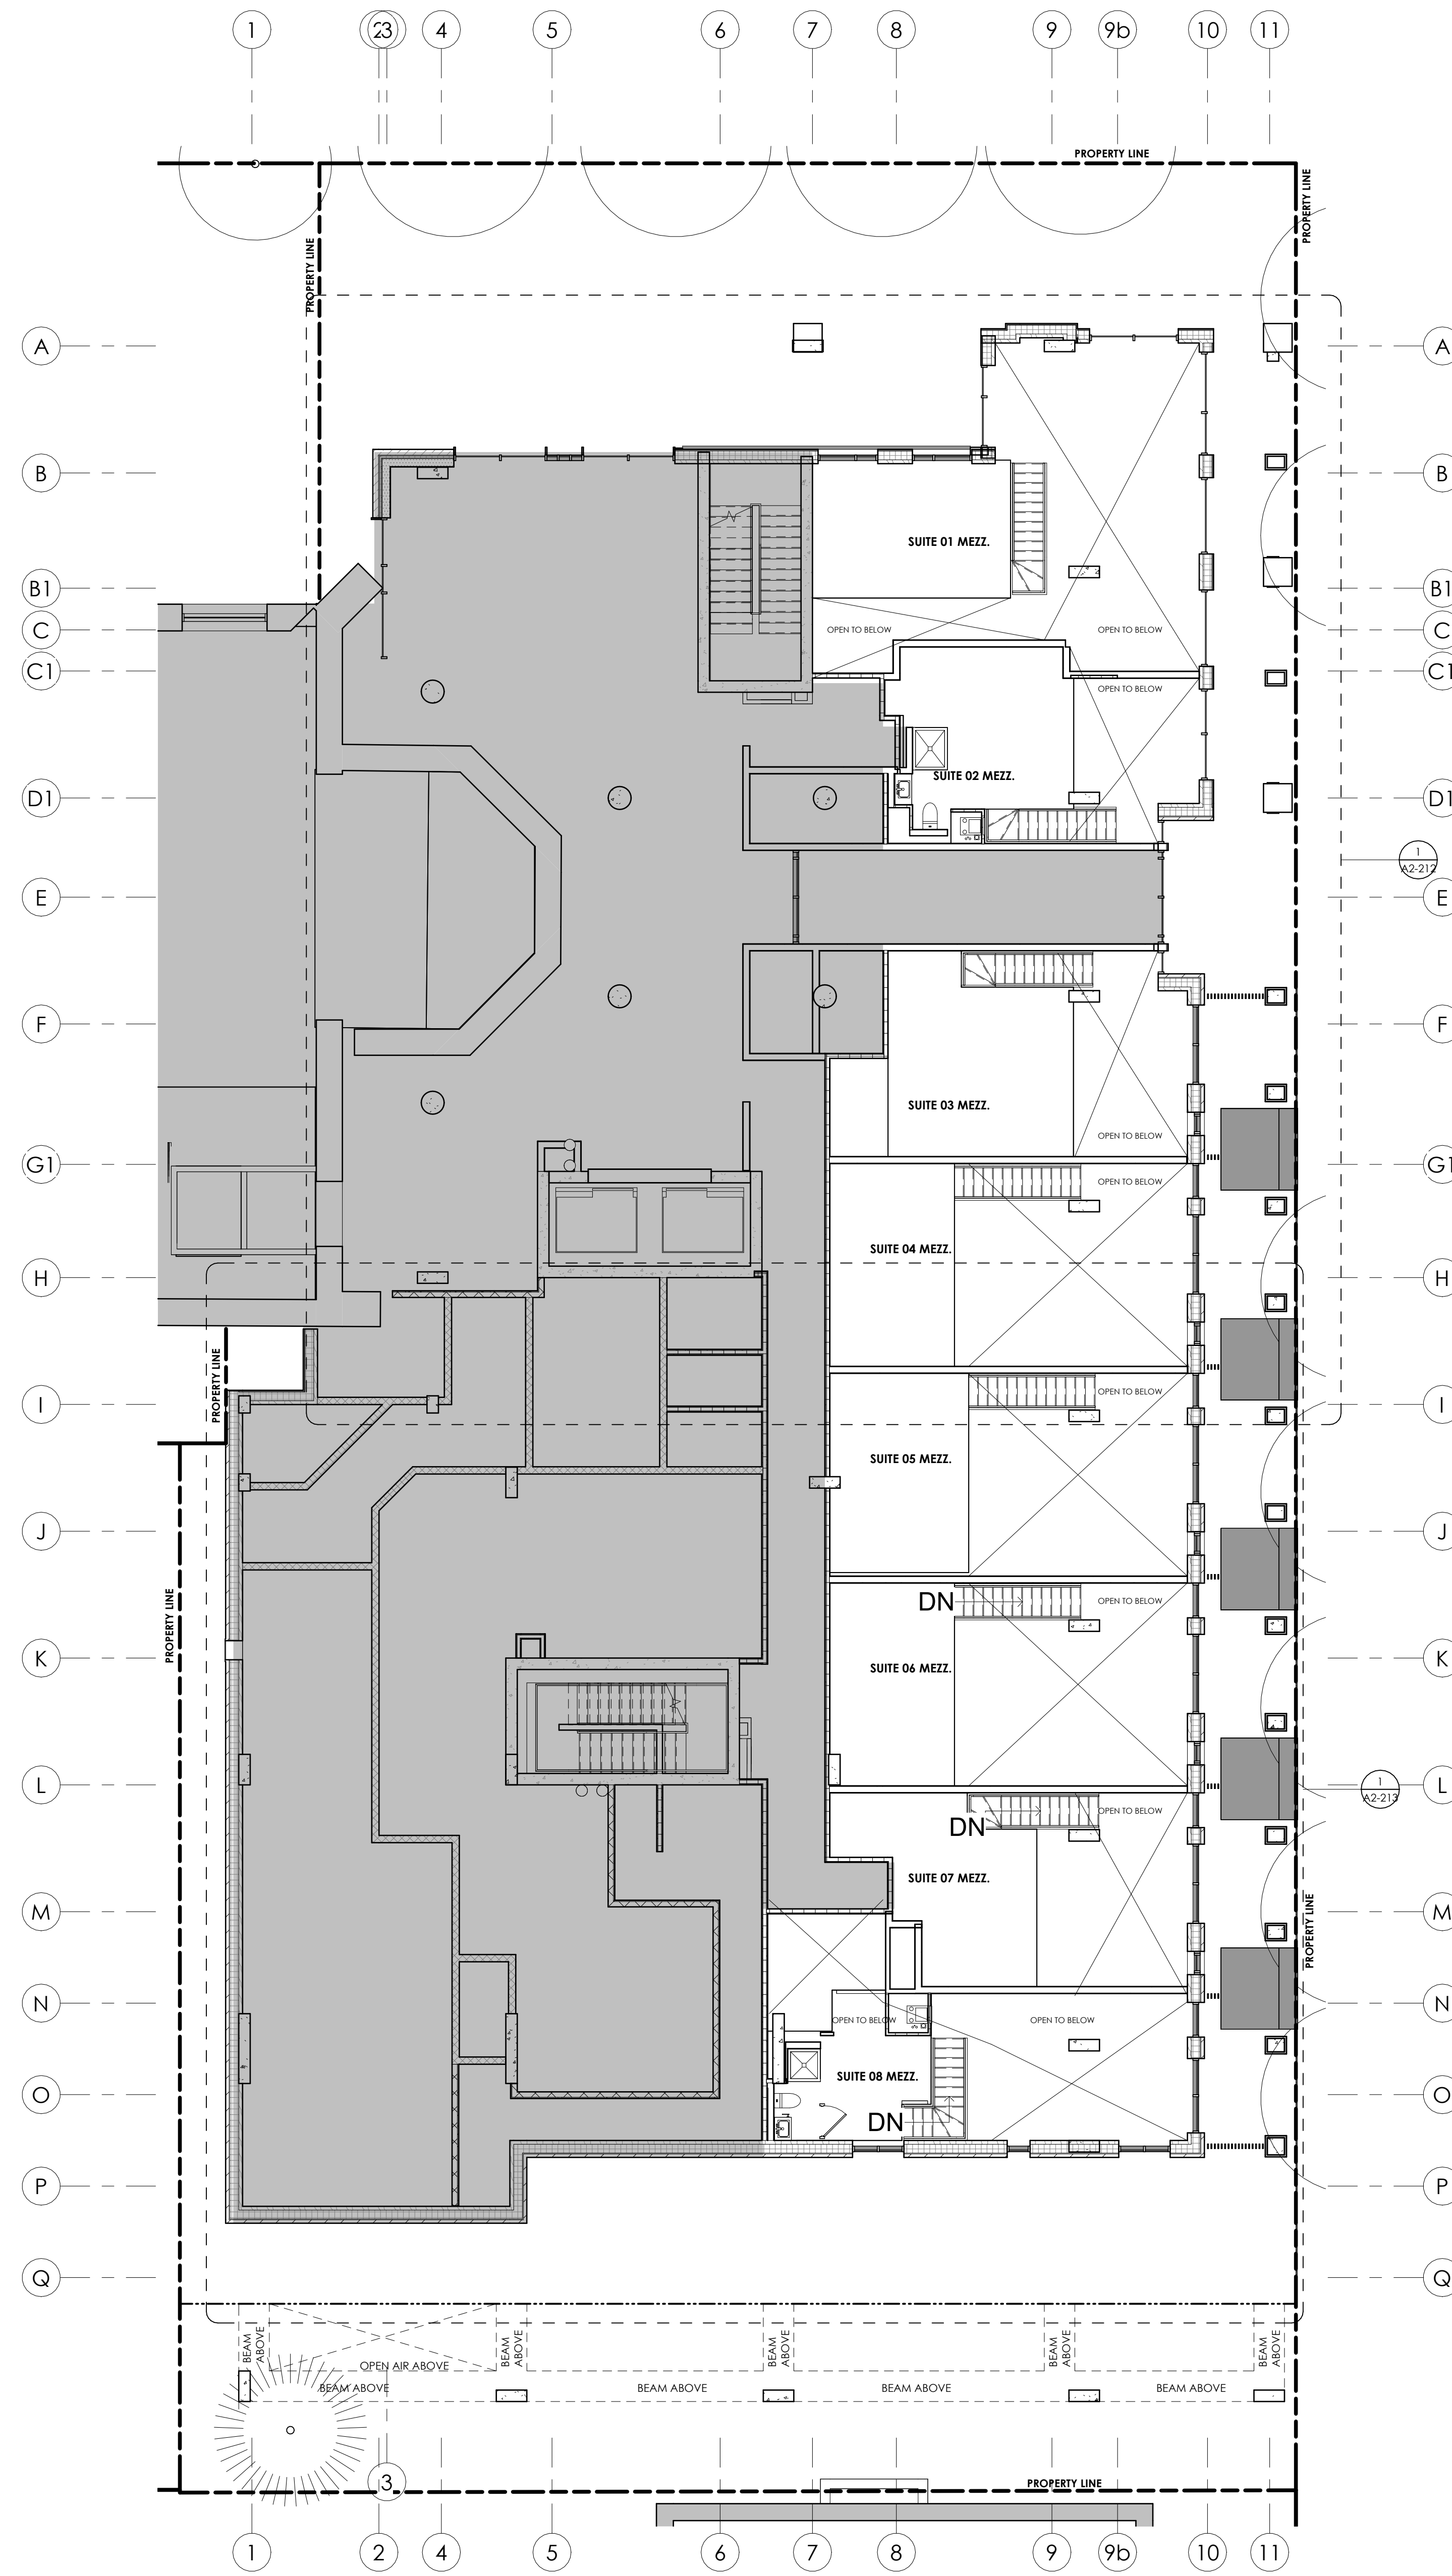 1
2
3
4
5
6
7
8
9
9b
10
11
PROPERTY LINE
PROPERTY LINE
PROPERTY LINE
A
A
B
B
SUITE 01 MEZZ.
B1
B1
OPEN TO BELOW
OPEN TO BELOW
C
C
C1
C1
OPEN TO BELOW
SUITE 02 MEZZ.
D1
D1
1
A2-212
E
E
F
F
SUITE 03 MEZZ.
OPEN TO BELOW
G1
G1
OPEN TO BELOW
SUITE 04 MEZZ.
H
H
PROPERTY LINE
OPEN TO BELOW
I
I
SUITE 05 MEZZ.
J
J
PROPERTY LINE
DN
OPEN TO BELOW
K
K
SUITE 06 MEZZ.
L
L
1
A2-213
OPEN TO BELOW
DN
SUITE 07 MEZZ.
M
M
PROPERTY LINE
N
N
OPEN TO BELOW
OPEN TO BELOW
SUITE 08 MEZZ.
O
O
DN
P
P
Q
Q
BEAM
ABOVE
BEAM
ABOVE
BEAM
ABOVE
BEAM
ABOVE
BEAM
ABOVE
OPEN AIR ABOVE
BEAM ABOVE
BEAM ABOVE
BEAM ABOVE
BEAM ABOVE
3
PROPERTY LINE
1
2
4
5
6
7
8
9
9b
10
11